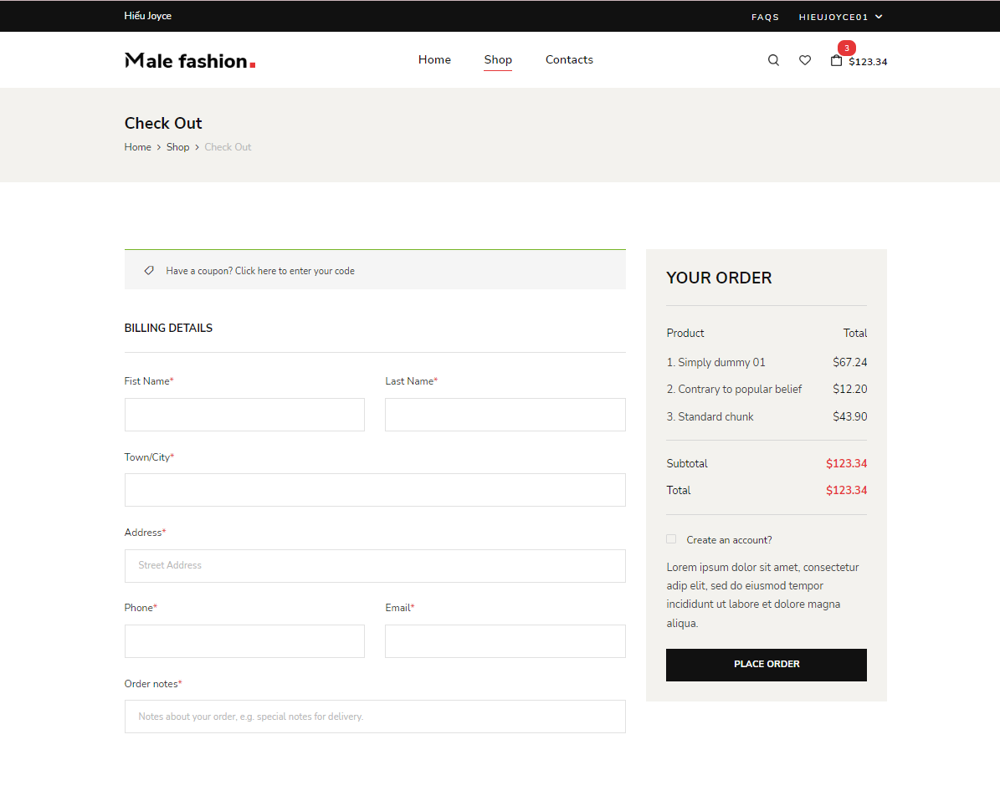 Hiếu Joyce
FAQS
HIEUJOYCE01
Male fashion.
Home
Shop
Contacts
3
$123.34
Check Out
Home > Shop > Check Out
Have a coupon? Click here to enter your code
BILLING DETAILS
Fist Name*
Last Name*
Town/City*
Address*
Street Address
Phone*
Email*
Order notes*
Notes about your order, e.g. special notes for delivery.
YOUR ORDER
Product Total
1. Simply dummy 01 $67.24
2. Contrary to popular belief $12.20
3. Standard chunk $43.90
Subtotal $123.34
Total $123.34
Create an account?
Lorem ipsum dolor sit amet, consectetur
adip elit, sed do eiusmod tempor
incididunt ut labore et dolore magna
aliqua.
PLACE ORDER